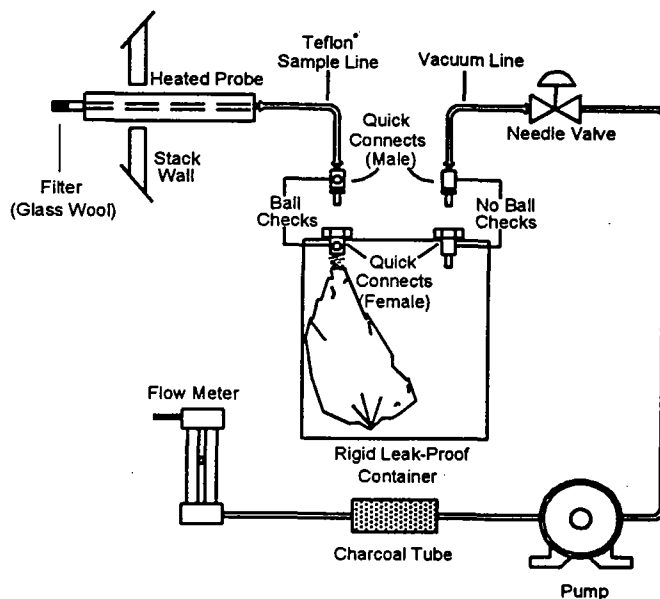 Teflon®
Sample Line
Vacuum Line
Heated Probe
Needle Valve
Quick
Connects
(Male)
Stack
Wall
Filter
(Glass Wool)
Ball
Checks
No Ball
Checks
Quick
Connects
(Female)
Flow Meter
Rigid Leak-Proof
Container
Charcoal Tube
Pump